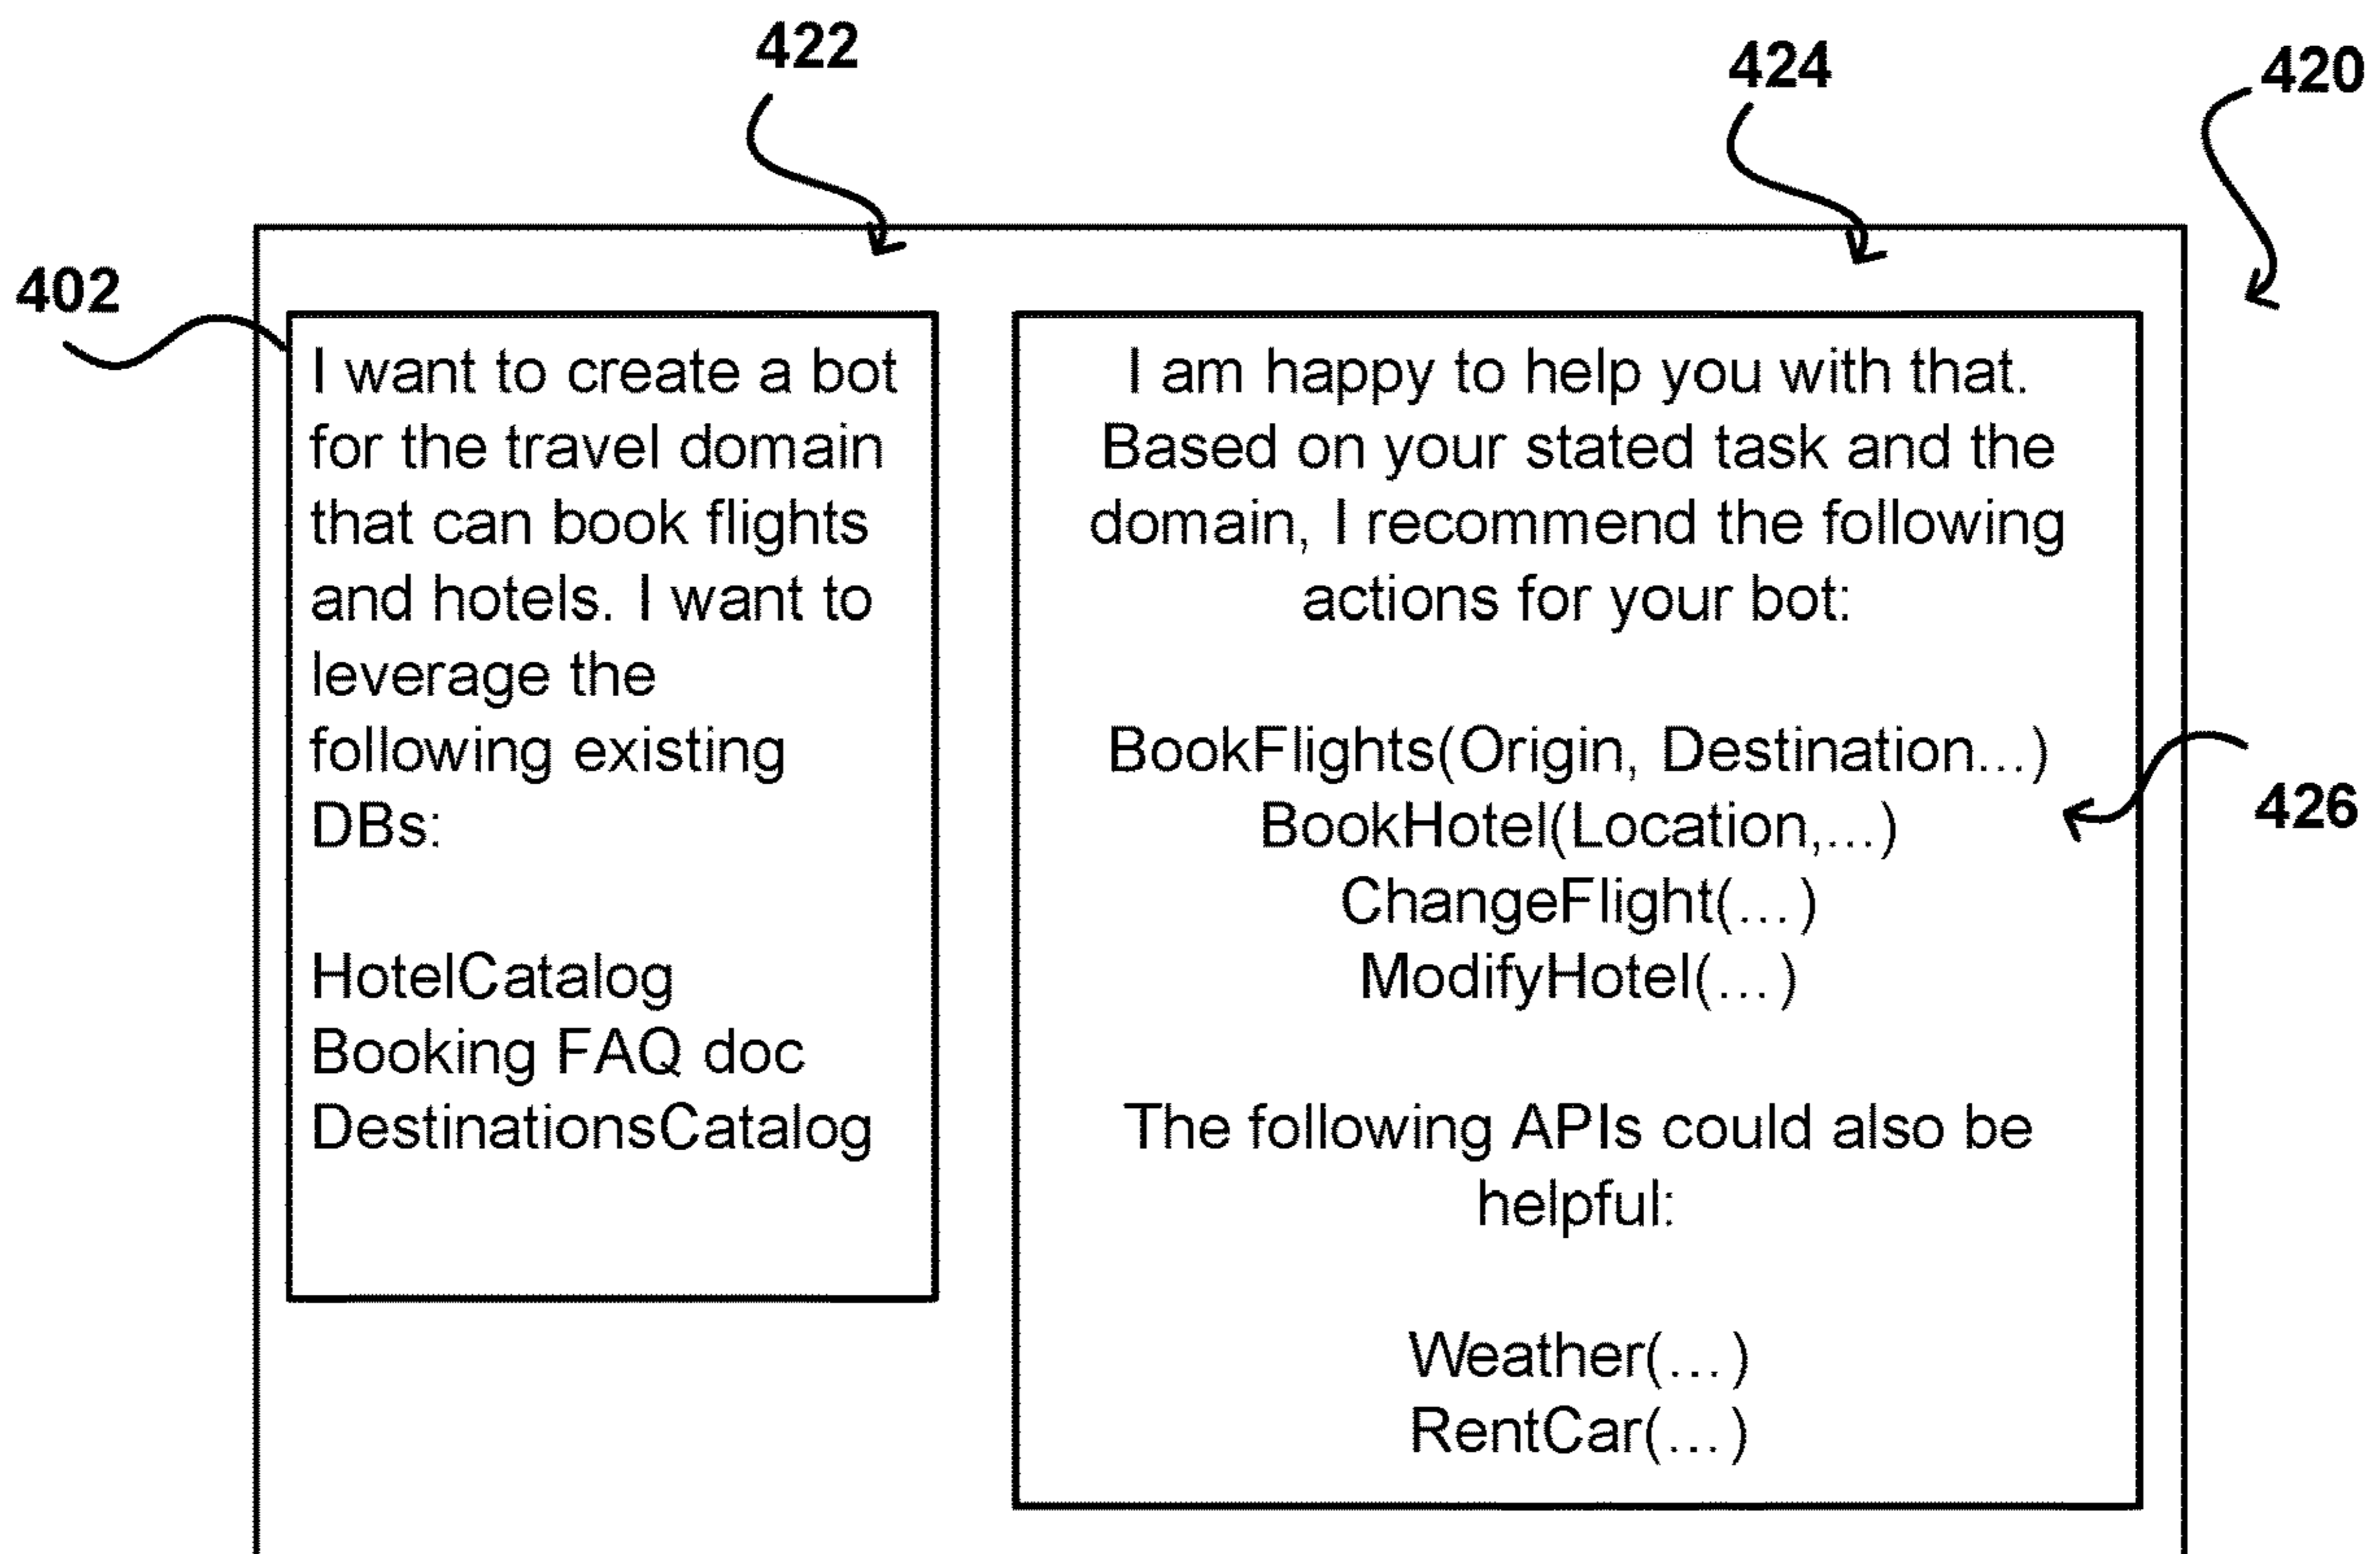 422
424
420
402
I want to create a bot
for the travel domain
that can book flights
and hotels. I want to
leverage the
following existing
DBs:
HotelCatalog
Booking FAQ doc
DestinationsCatalog
I am happy to help you with that.
Based on your stated task and the
domain, I recommend the following
actions for your bot:
BookFlights(Origin, Destination...)
BookHotel(Location,...)
ChangeFlight(...)
ModifyHotel(...)
The following APIs could also be
helpful:
Weather(...)
RentCar(...)
426